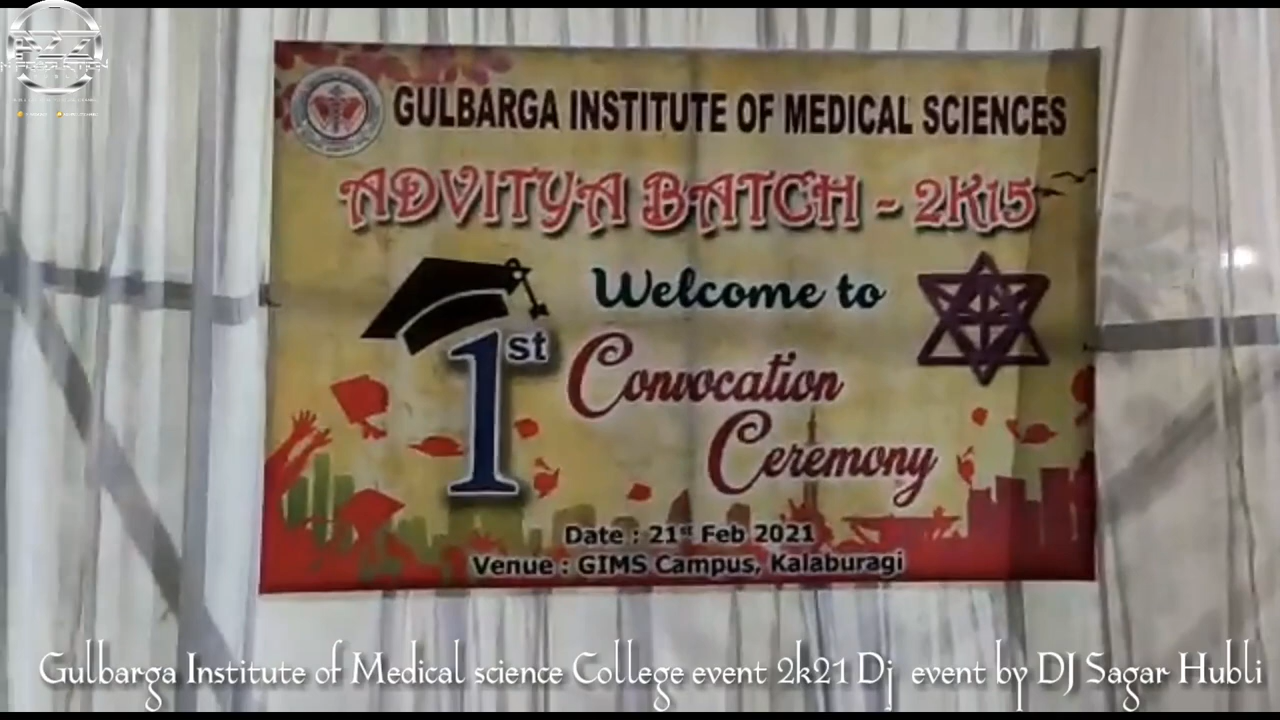 GULBARGA INSTITUTE OF MEDICAL SCIENCES
ADVITYA BATCH - 2K15
Welcome to
1st
Convocation
Ceremony
Date : 21st Feb 2021
Venue : GIMS Campus, Kalaburagi
Gulbarga Institute of Medical science College event 2k21 Dj event by DJ Sagar Hubli